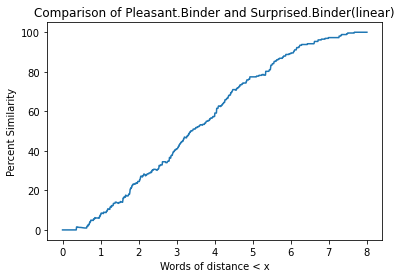 Comparison of Pleasant.Binder and Surprised.Binder(linear)
100
80
60
40
20
0
Percent Similarity
0 1 2 3 4 5 6 7 8
Words of distance < x